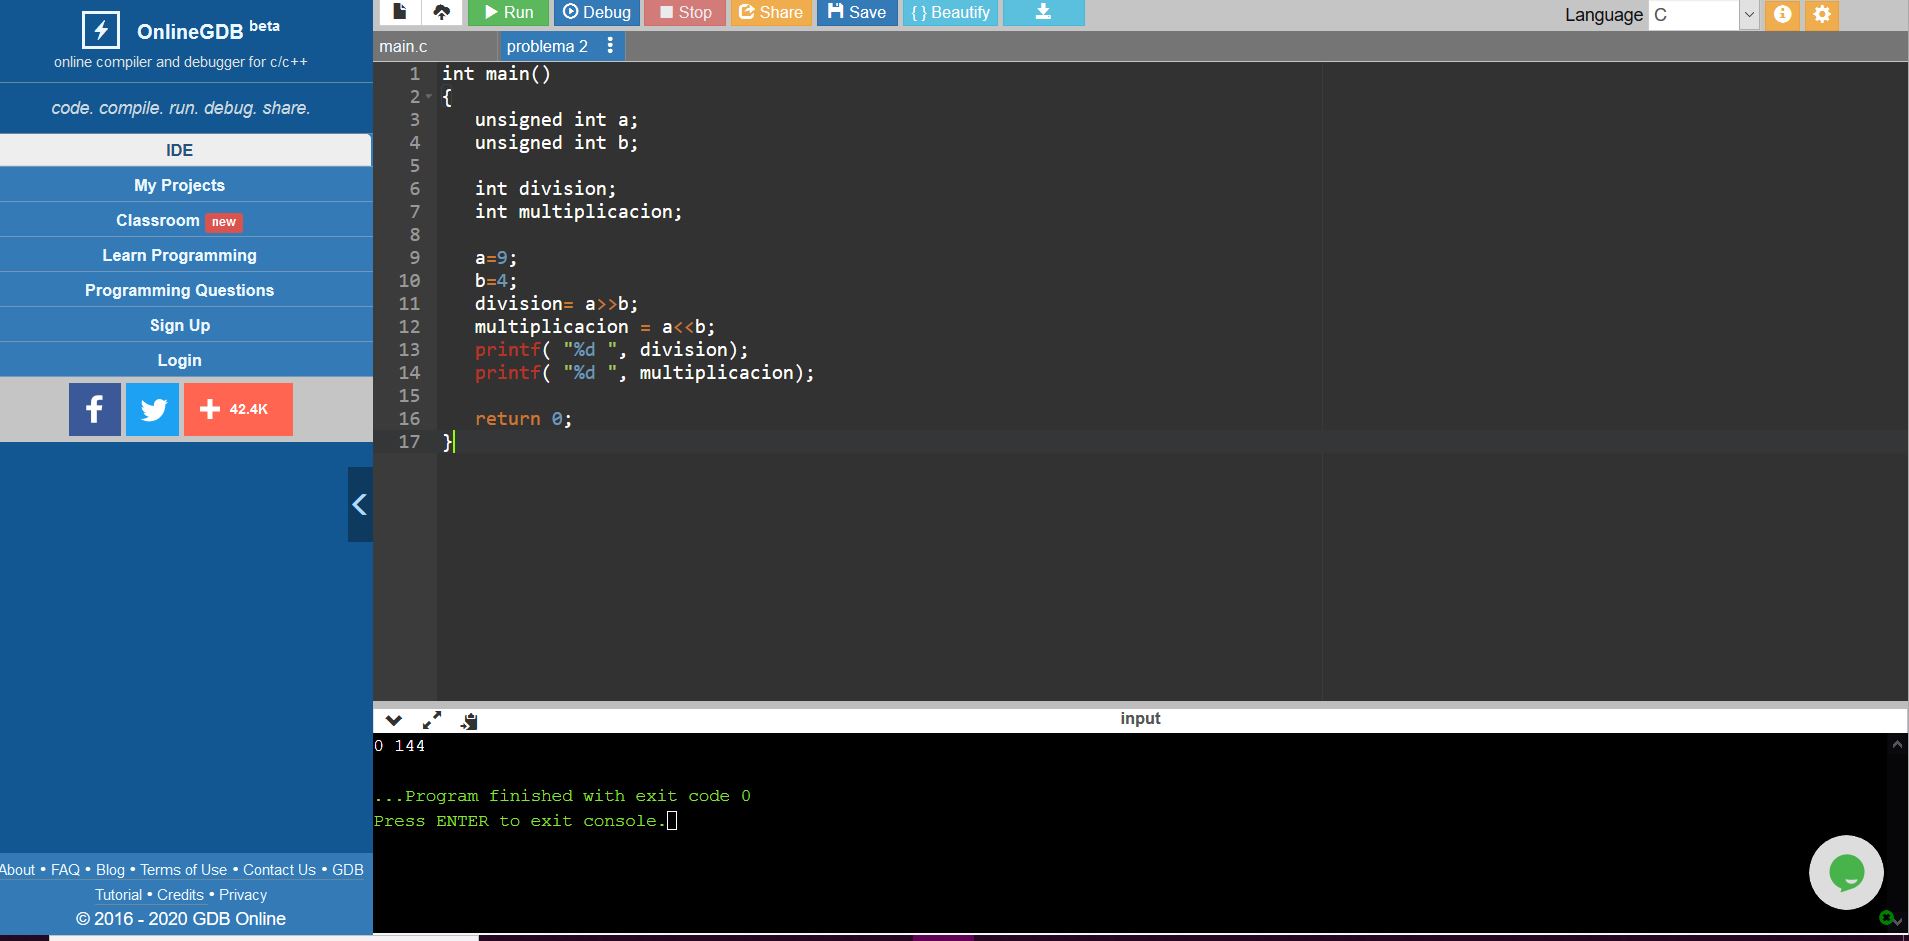 OnlineGDB beta
online compiler and debugger for c/c++
code. compile. run. debug. share.
IDE
My Projects
Classroom new
Learn Programming
Programming Questions
Sign Up
Login
f + 42.4K
About • FAQ • Blog • Terms of Use • Contact Us • GDB
Tutorial • Credits • Privacy
© 2016 - 2020 GDB Online
Run Debug Stop Share Save { } Beautify Language C
main.c problema 2
1 int main()
2 {
3 unsigned int a;
4 unsigned int b;
5
6 int division;
7 int multiplicacion;
8
9 a=9;
10 b=4;
11 division= a>>b;
12 multiplicacion = a<<b;
13 printf( "%d ", division);
14 printf( "%d ", multiplicacion);
15
16 return 0;
17 }
input
0 144
...Program finished with exit code 0
Press ENTER to exit console.